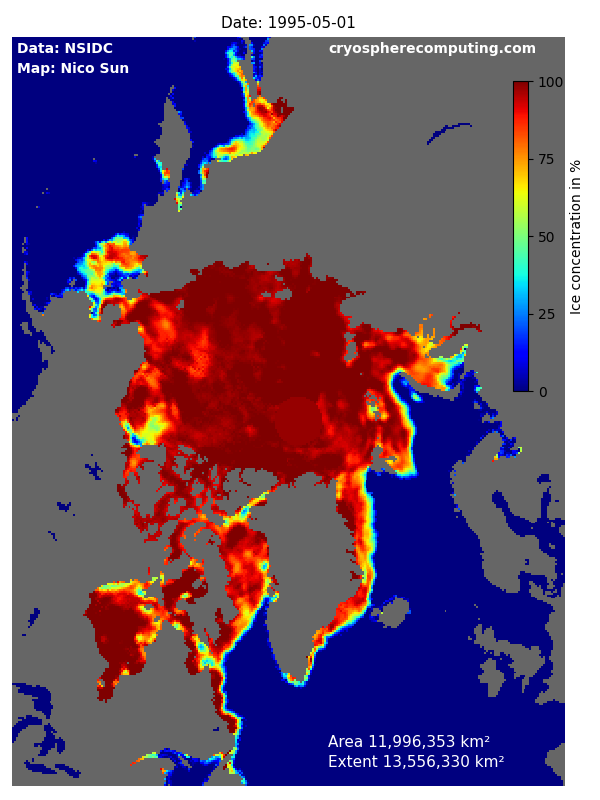 Date: 1995-05-01
Data: NSIDC
Map: Nico Sun
cryospherecomputing.com
100
75
50
25
0
Ice concentration in %
Area 11,996,353 km²
Extent 13,556,330 km²